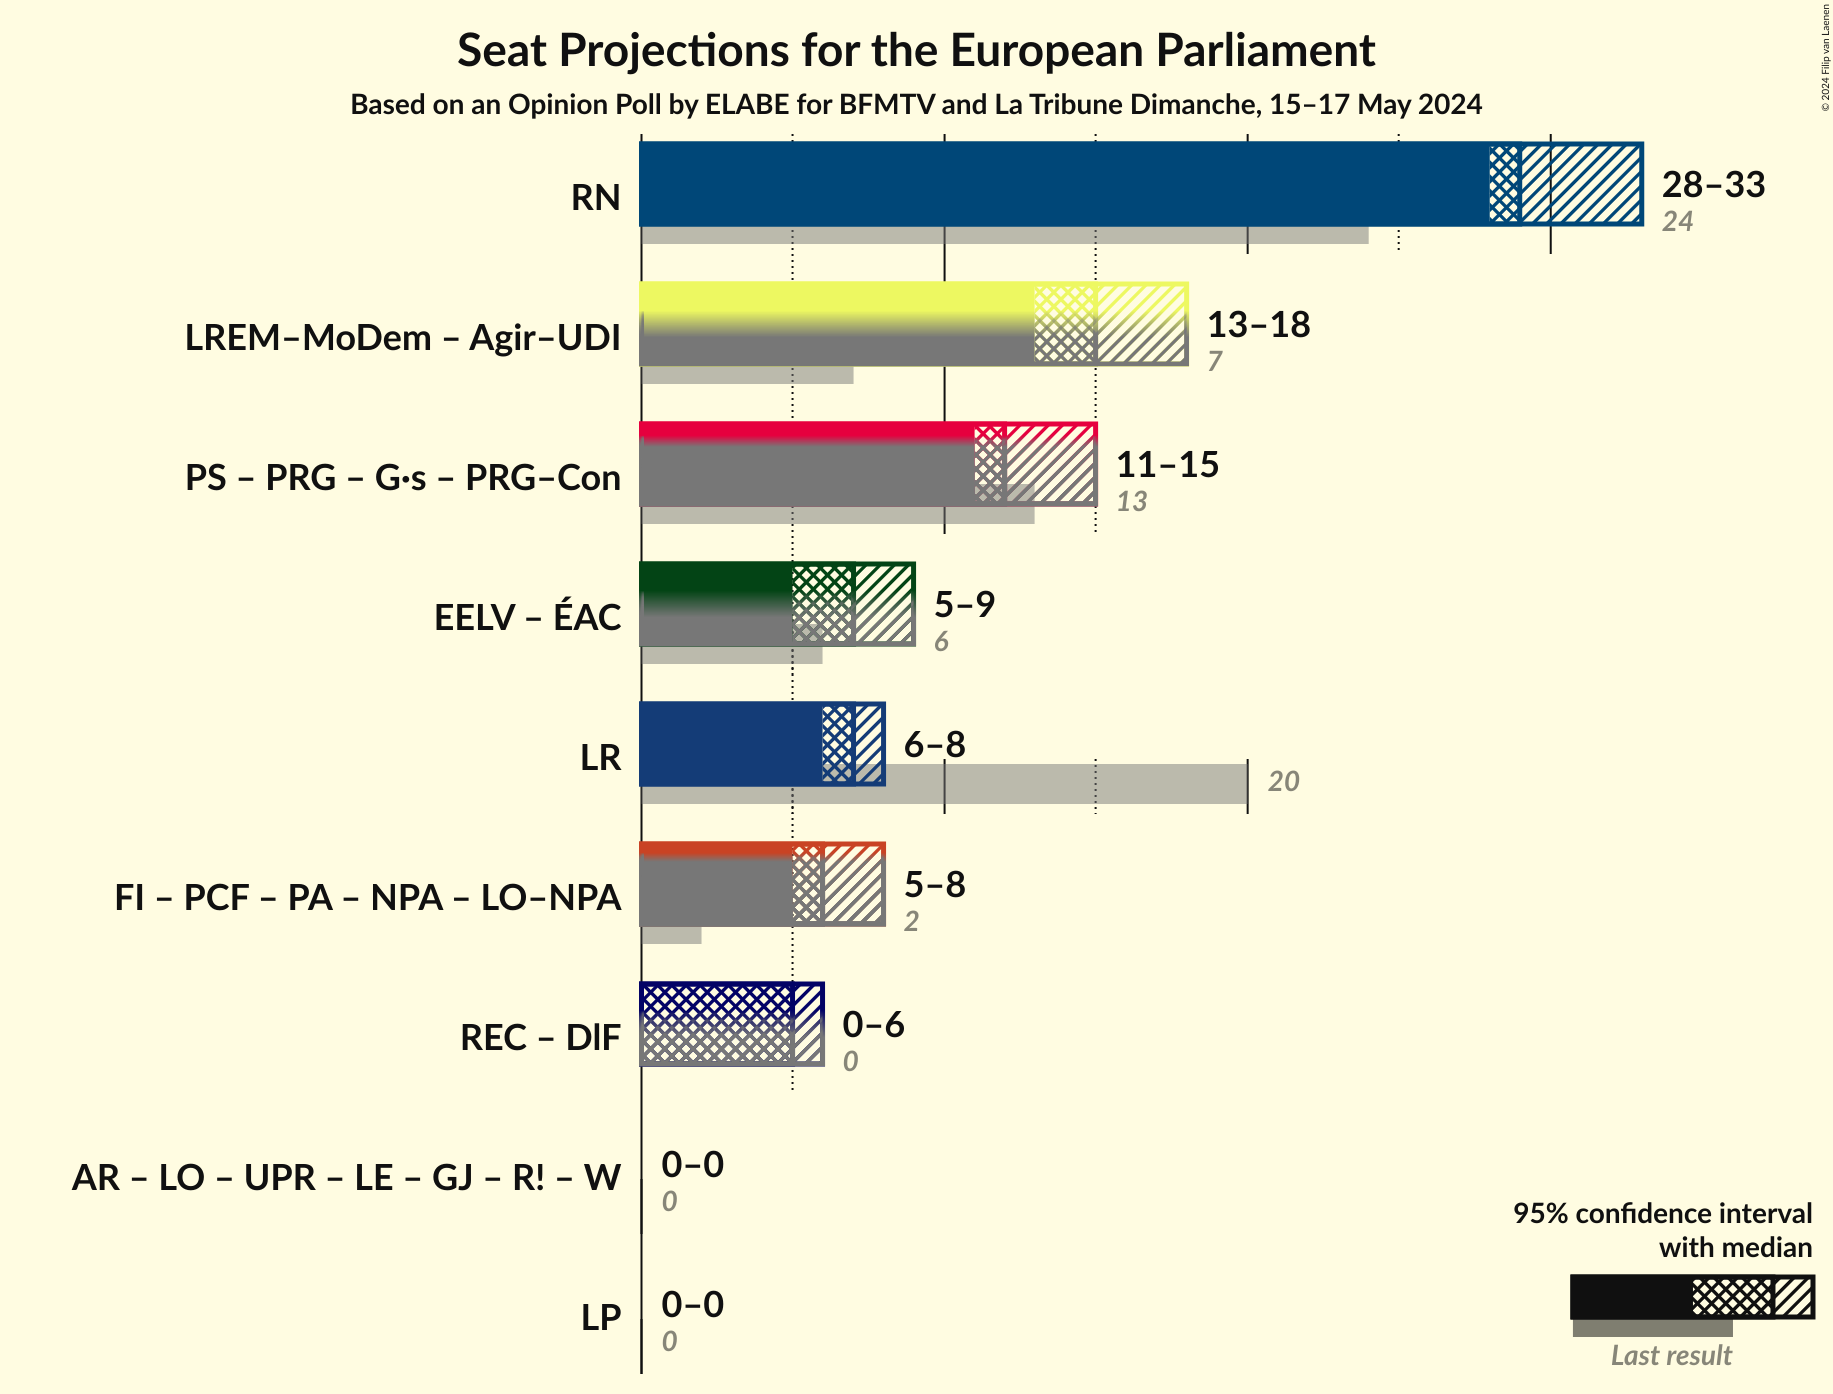 Seat Projections for the European Parliament
Based on an Opinion Poll by ELABE for BFMTV and La Tribune Dimanche, 15–17 May 2024
© 2024 Filip van Laenen
RN
28–33
24
LREM–MoDem – Agir–UDI
13–18
7
PS – PRG – G·s – PRG–Con
11–15
13
EELV – ÉAC
5–9
6
LR
6–8
20
FI – PCF – PA – NPA – LO–NPA
5–8
2
REC – DlF
0–6
0
AR – LO – UPR – LE – GJ – R! – W
0–0
0
LP
0–0
0
95% confidence interval
with median
Last result